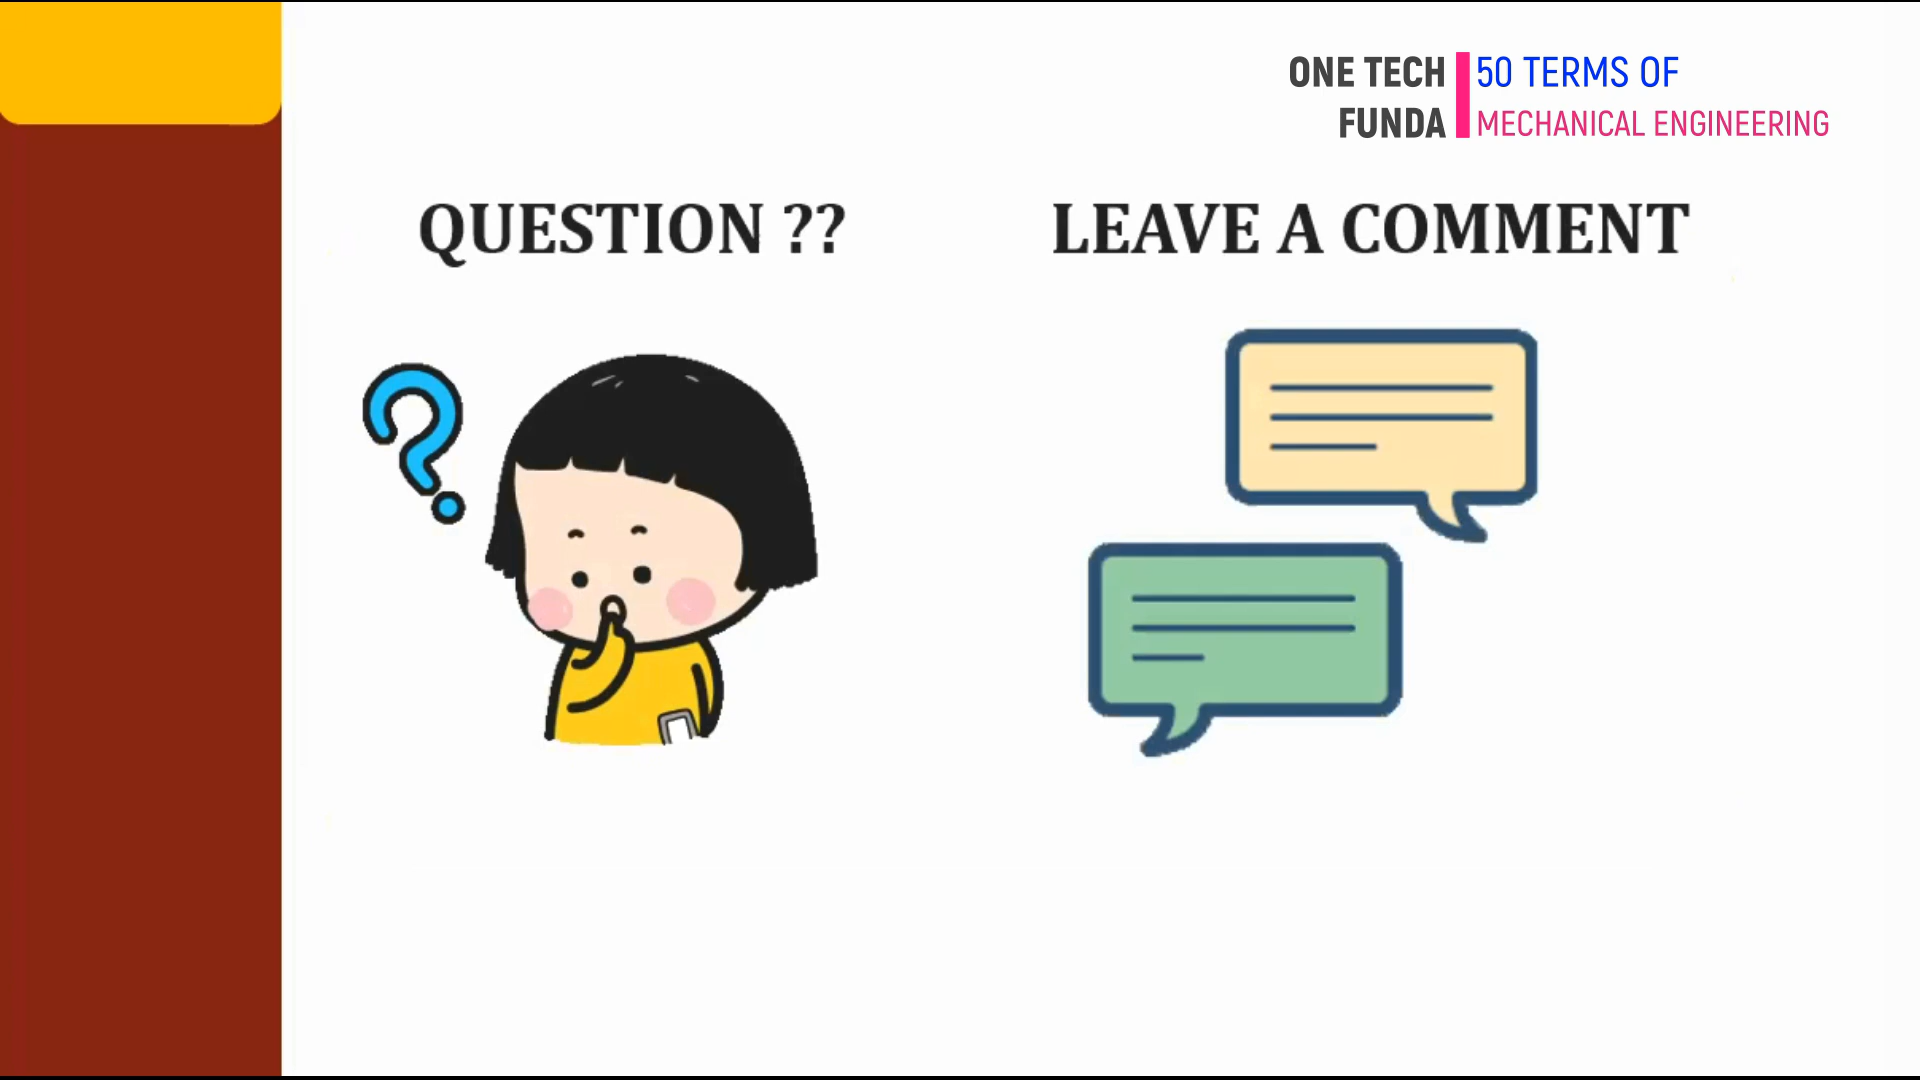 ONE TECH
FUNDA
50 TERMS OF
MECHANICAL ENGINEERING
QUESTION ??
LEAVE A COMMENT